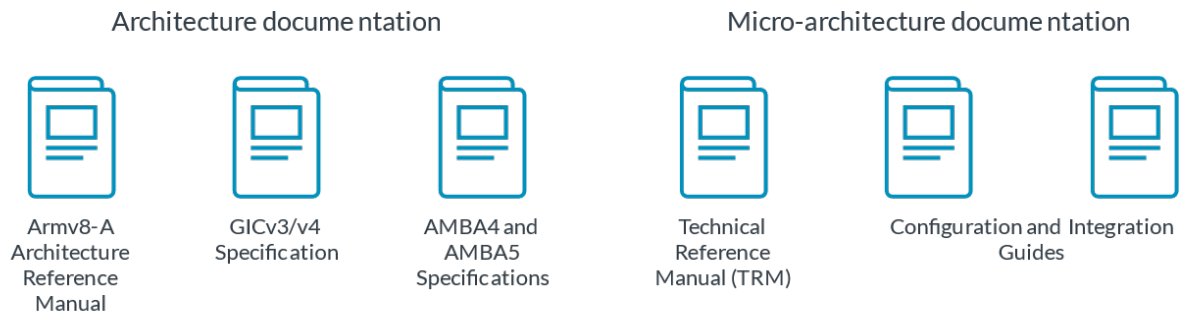 Architecture documentation
Micro-architecture documentation
Armv8-A
Architecture
Reference
Manual
GICv3/v4
Specification
AMBA4 and
AMBA5
Specifications
Technical
Reference
Manual (TRM)
Configuration and Integration
Guides